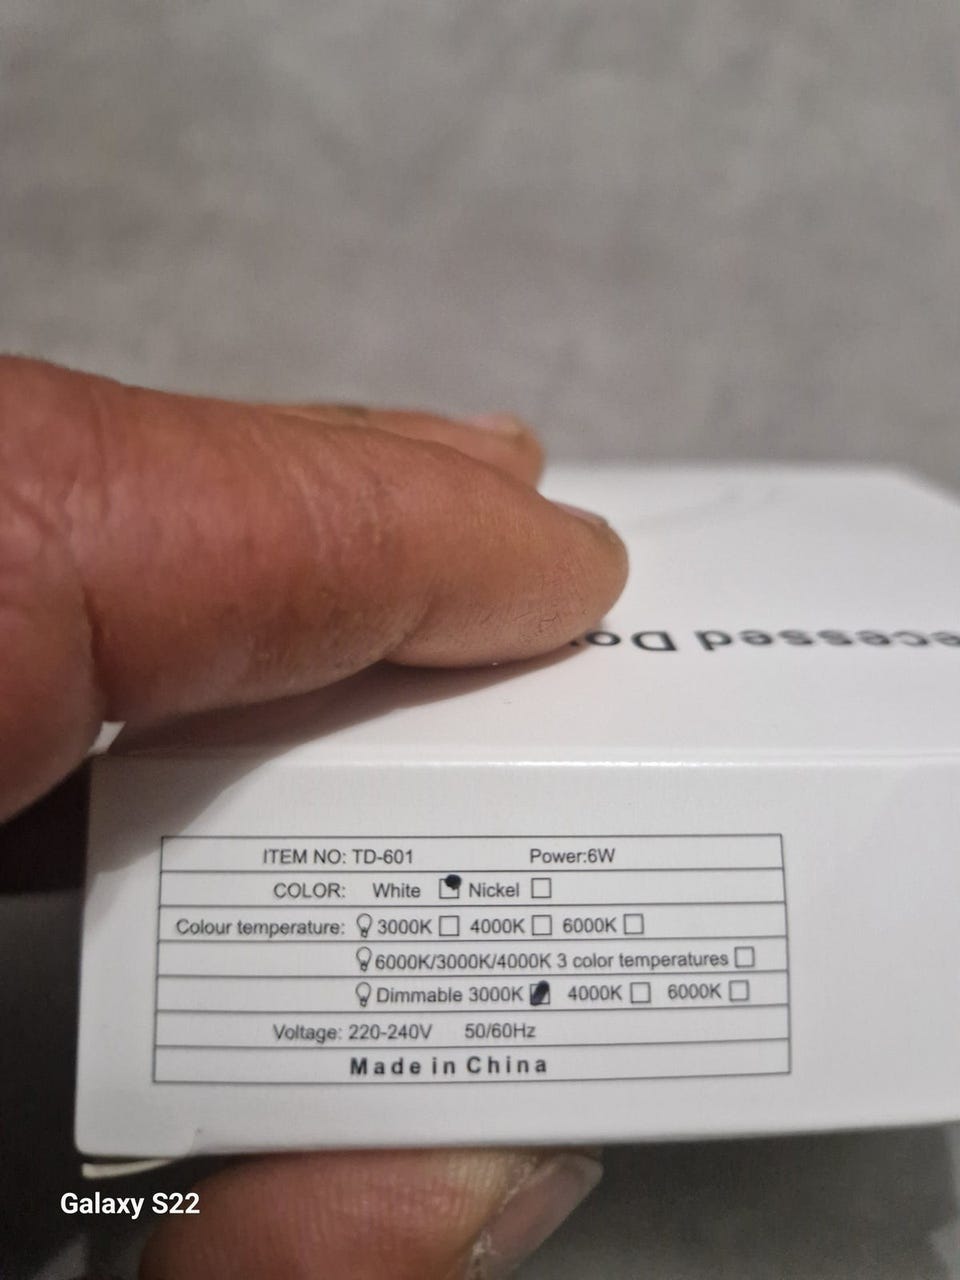 ecessed Do
ITEM NO: TD-601 Power:6W
COLOR: White Nickel
Colour temperature: 3000K 4000K 6000K
6000K/3000K/4000K 3 color temperatures
Dimmable 3000K 4000K 6000K
Voltage: 220-240V 50/60Hz
Made in China
Galaxy S22